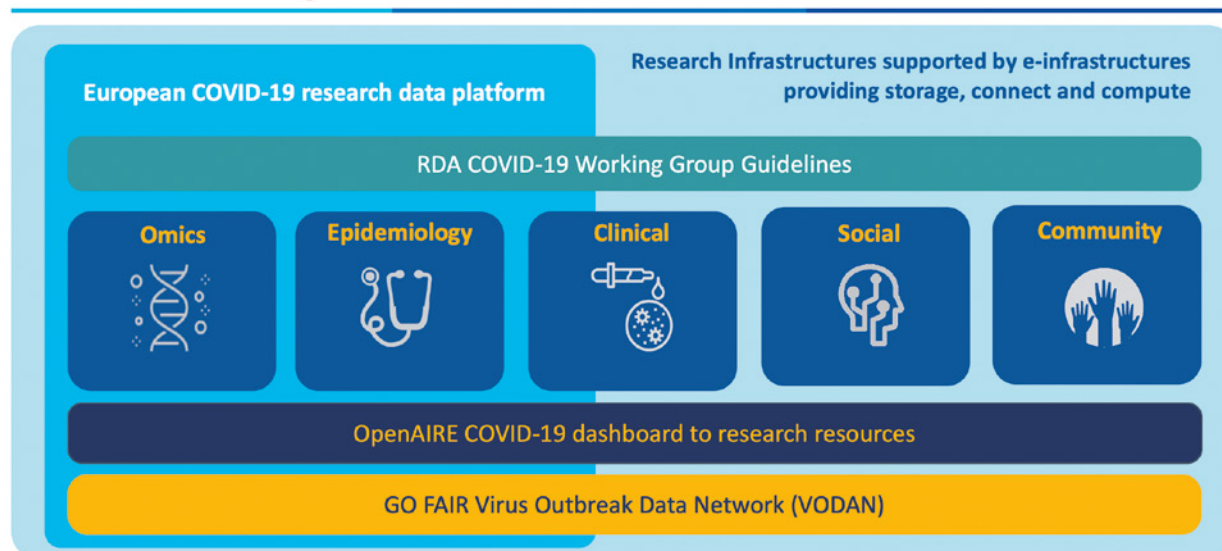 European COVID-19 research data platform
Research Infrastructures supported by e-infrastructures
providing storage, connect and compute
RDA COVID-19 Working Group Guidelines
Omics
Epidemiology
Clinical
Social
Community
OpenAIRE COVID-19 dashboard to research resources
GO FAIR Virus Outbreak Data Network (VODAN)